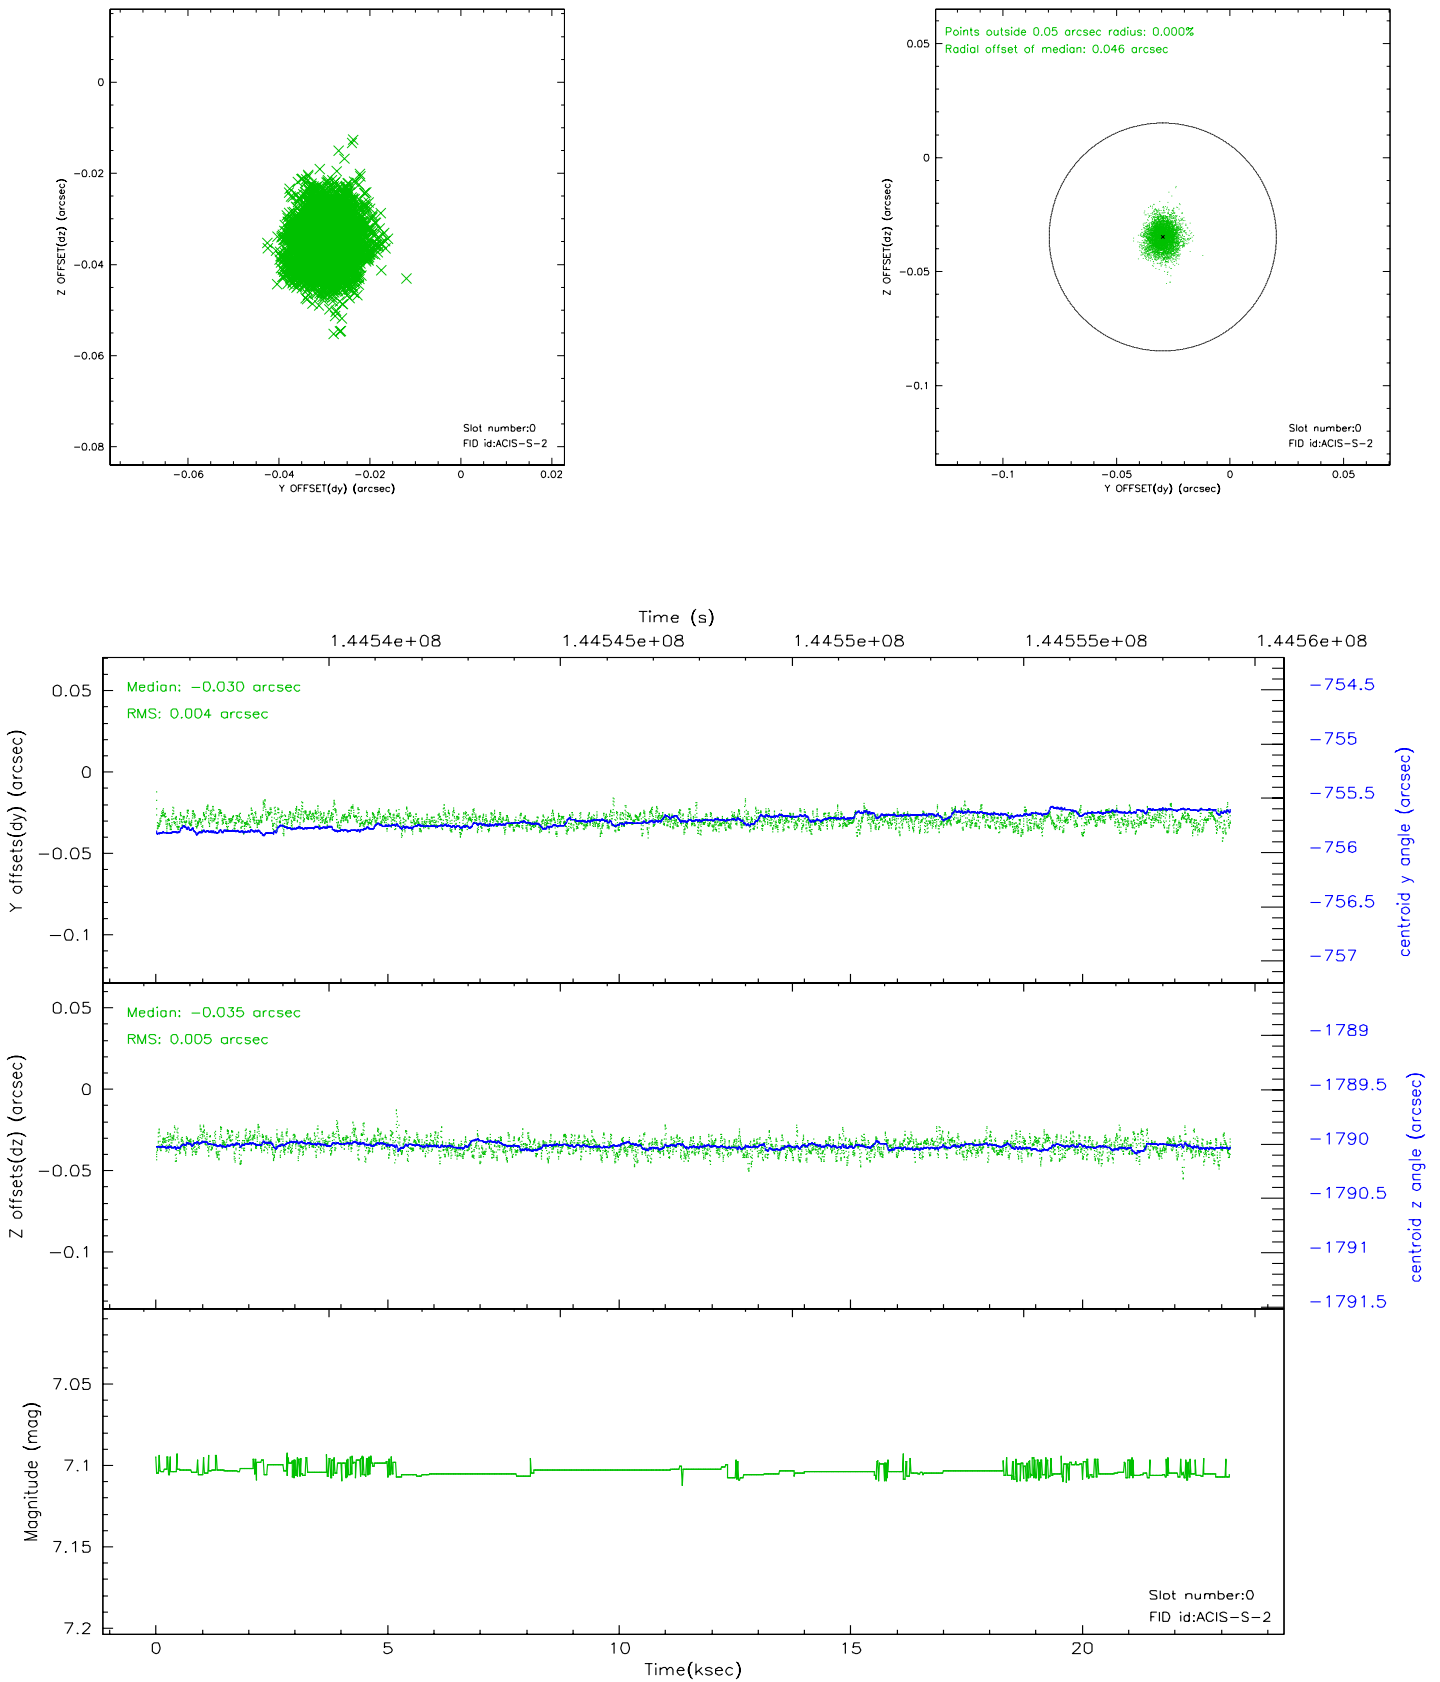 0
−0.02
−0.04
−0.06
−0.08
Z OFFSET(dz) (arcsec)
Slot number:0
FID id:ACIS−S−2
−0.06
−0.04
−0.02
0
0.02
Y OFFSET(dy) (arcsec)
Points outside 0.05 arcsec radius: 0.000%
Radial offset of median: 0.046 arcsec
0.05
0
−0.05
−0.1
Z OFFSET(dz) (arcsec)
Slot number:0
FID id:ACIS−S−2
−0.1
−0.05
0
0.05
Y OFFSET(dy) (arcsec)
Time (s)
1.4454e+08
1.44545e+08
1.4455e+08
1.44555e+08
1.4456e+08
Median: −0.030 arcsec
RMS: 0.004 arcsec
0.05
0
−0.05
−0.1
Y offsets(dy) (arcsec)
−754.5
−755
−755.5
−756
−756.5
−757
centroid y angle (arcsec)
Median: −0.035 arcsec
RMS: 0.005 arcsec
0.05
0
−0.05
−0.1
Z offsets(dz) (arcsec)
−1789
−1789.5
−1790
−1790.5
−1791
−1791.5
centroid z angle (arcsec)
7.05
7.1
7.15
7.2
Magnitude (mag)
Slot number:0
FID id:ACIS−S−2
0
5
10
15
20
Time(ksec)